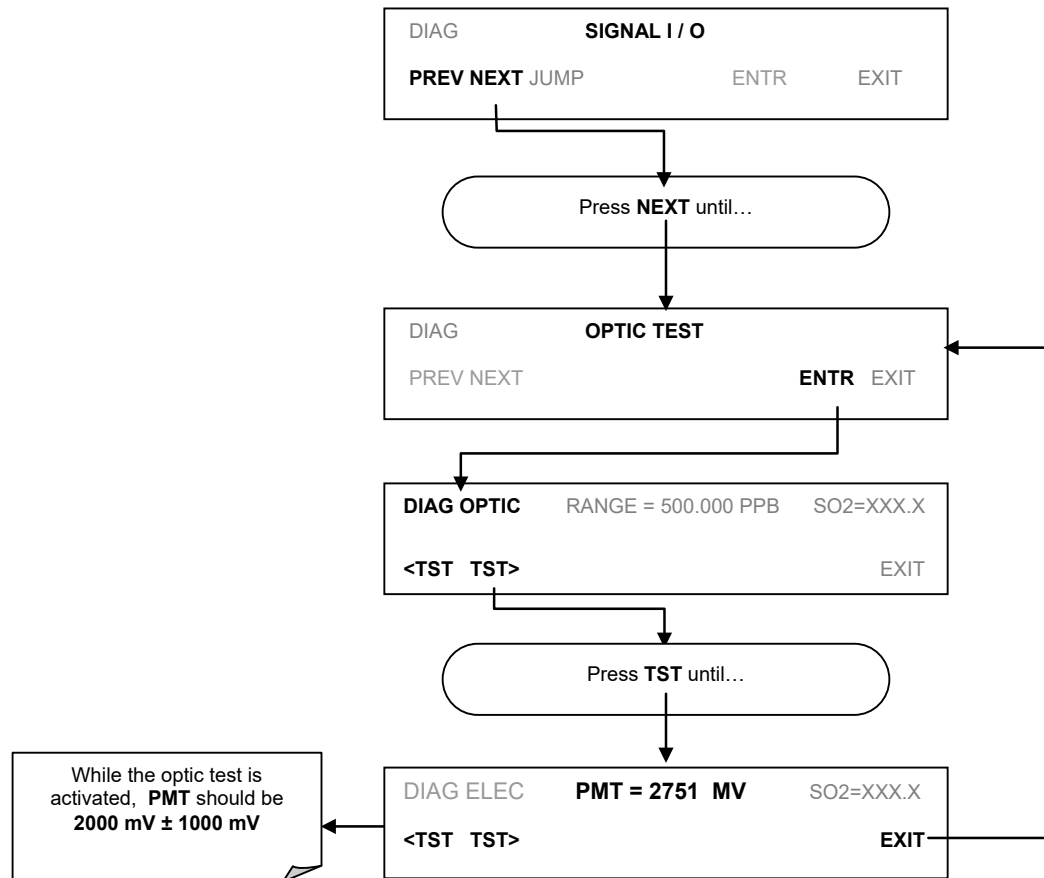 DIAG SIGNAL I / O
PREV NEXT JUMP ENTR EXIT
Press NEXT until…
DIAG OPTIC TEST
PREV NEXT ENTR EXIT
DIAG OPTIC RANGE = 500.000 PPB SO2=XXX.X
<TST TST> EXIT
Press TST until…
While the optic test is
activated, PMT should be
2000 mV ± 1000 mV
DIAG ELEC PMT = 2751 MV SO2=XXX.X
<TST TST> EXIT